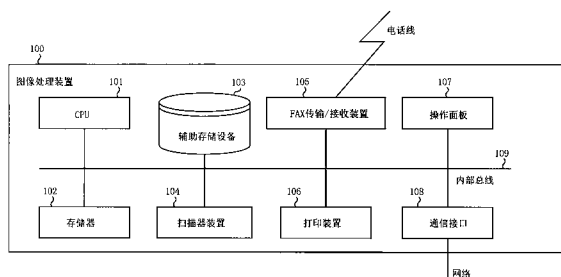 电话线
100
图像处理装置
101
CPU
103
辅助存储设备
105
FAX传输/接收装置
107
操作面板
109
内部总线
102
存储器
104
扫描器装置
106
打印装置
108
通信接口
网络